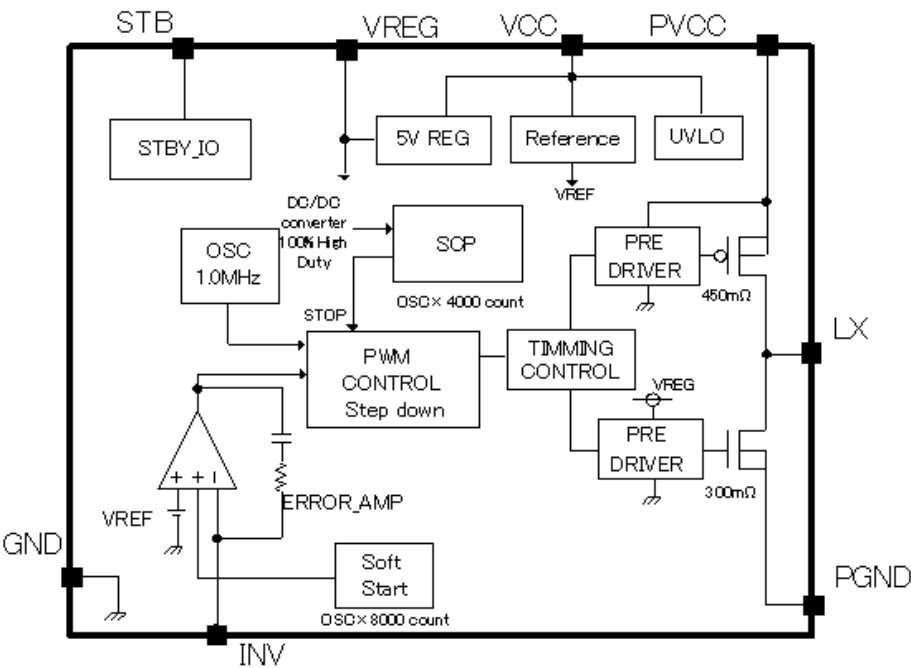 STB
VREG
VCC
PVCC
STBY_IO
5V REG
Reference
UVLO
VREF
DC/DC
converter
100% High
Duty
SCP
OSC
1.0MHz
OSC× 4000 count
STOP
PRE
DRIVER
450mΩ
LX
PWM
CONTROL
Step down
TIMMING
CONTROL
VREG
PRE
DRIVER
300mΩ
+ + −
VREF
ERROR_AMP
GND
Soft
Start
OSC×8000 count
PGND
INV